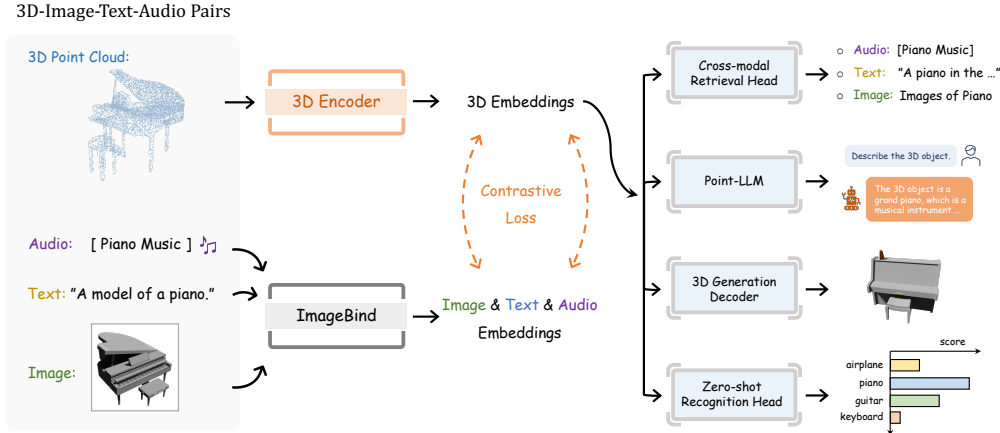 3D-Image-Text-Audio Pairs
3D Point Cloud:
3D Encoder
3D Embeddings
Contrastive
Loss
Audio: [ Piano Music ]
Text: "A model of a piano."
Image:
ImageBind
Image & Text & Audio
Embeddings
Cross-modal
Retrieval Head
Audio: [Piano Music]
Text: "A piano in the …"
Image: Images of Piano
Point-LLM
Describe the 3D object.
The 3D object is a
grand piano, which is a
musical instrument …
3D Generation
Decoder
Zero-shot
Recognition Head
score
airplane
piano
guitar
keyboard